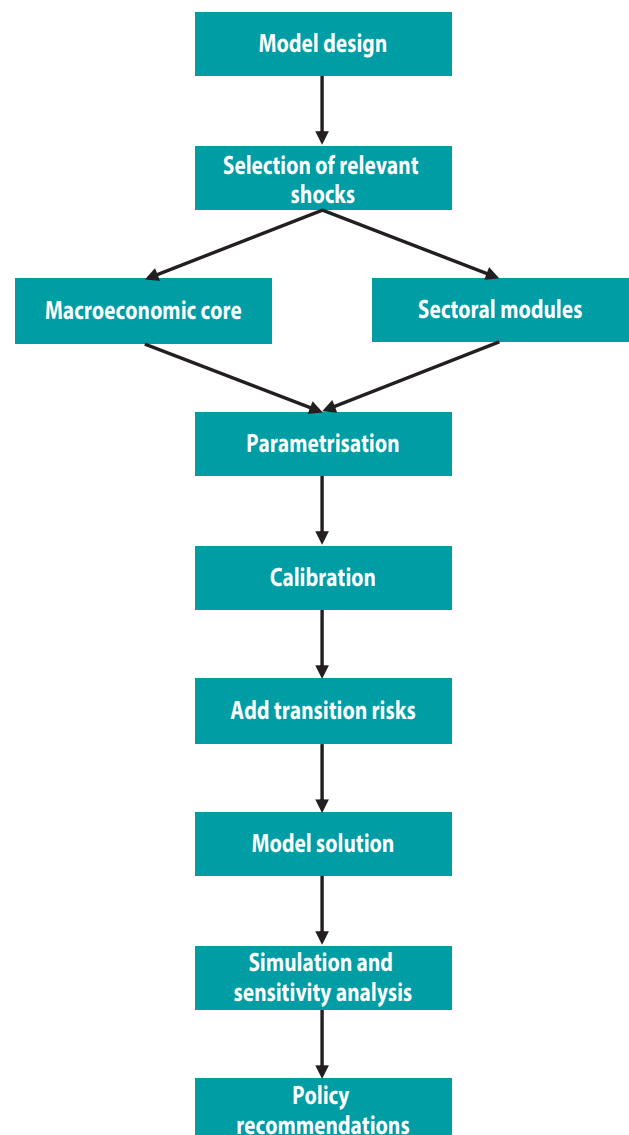 Model design
Selection of relevant
shocks
Macroeconomic core
Sectoral modules
Parametrisation
Calibration
Add transition risks
Model solution
Simulation and
sensitivity analysis
Policy
recommendations